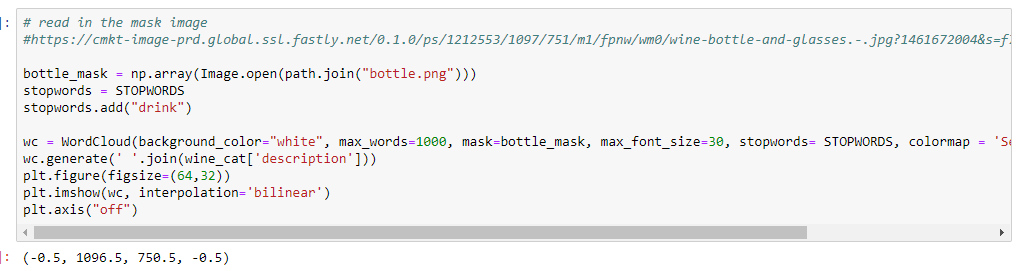 ]: # read in the mask image
#https://cmkt-image-prd.global.ssl.fastly.net/0.1.0/ps/1212553/1097/751/m1/fpnw/wm0/wine-bottle-and-glasses.-.jpg?1461672004&s=f
bottle_mask = np.array(Image.open(path.join("bottle.png")))
stopwords = STOPWORDS
stopwords.add("drink")
wc = WordCloud(background_color="white", max_words=1000, mask=bottle_mask, max_font_size=30, stopwords= STOPWORDS, colormap = 'Se
wc.generate(' '.join(wine_cat['description']))
plt.figure(figsize=(64,32))
plt.imshow(wc, interpolation='bilinear')
plt.axis("off")
]: (-0.5, 1096.5, 750.5, -0.5)